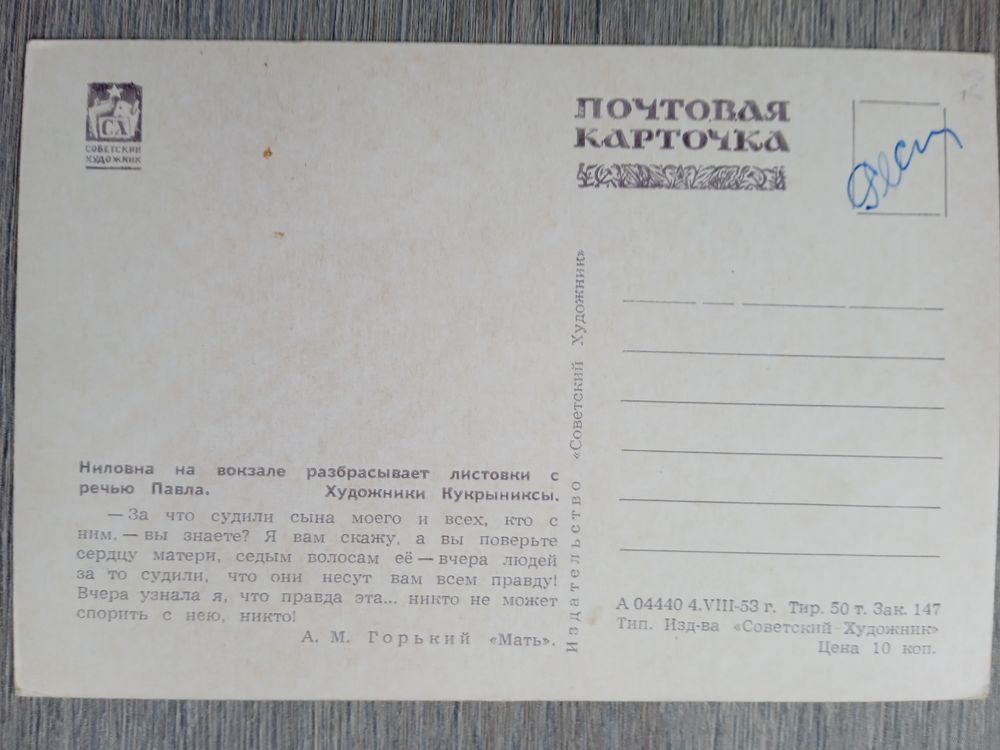 СХ
СОВЕТСКИЙ
ХУДОЖНИК
ПОЧТОВАЯ
КАРТОЧКА
Ниловна на вокзале разбрасывает листовки с
речью Павла. Художники Кукрыниксы.
— За что судили сына моего и всех, кто с
ним, — вы знаете? Я вам скажу, а вы поверьте
сердцу матери, седым волосам её — вчера людей
за то судили, что они несут вам всем правду!
Вчера узнала я, что правда эта... никто не может
спорить с нею, никто!
А. М. Горький «Мать».
Издательство «Советский Художник»
А 04440 4.VIII-53 г. Тир. 50 т. Зак. 147
Тип. Изд-ва «Советский Художник»
Цена 10 коп.